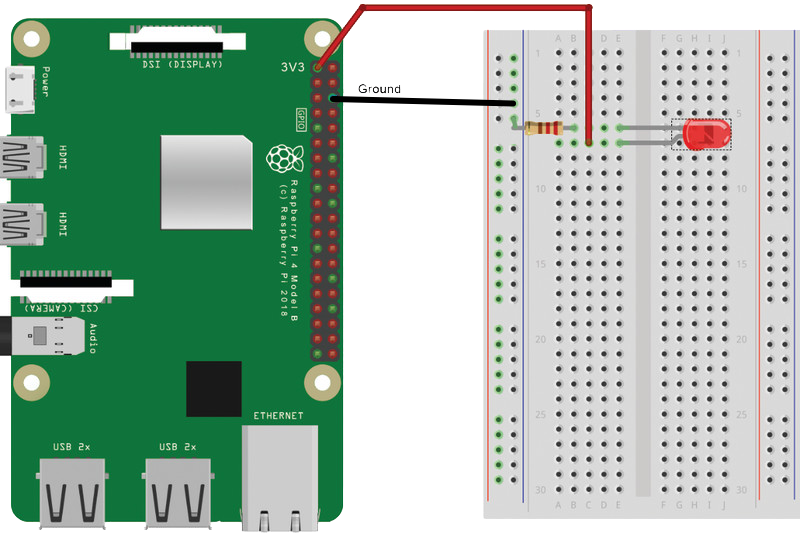 DSI (DISPLAY)
3V3
Power
Ground
GPIO
HDMI
HDMI
Raspberry Pi 4 Model B
(c) Raspberry Pi 2018
CSI (CAMERA)
Audio
ETHERNET
USB 2x
USB 2x
A B C D E F G H I J
1 1
5 5
10 10
15 15
20 20
25 25
30 30
A B C D E F G H I J